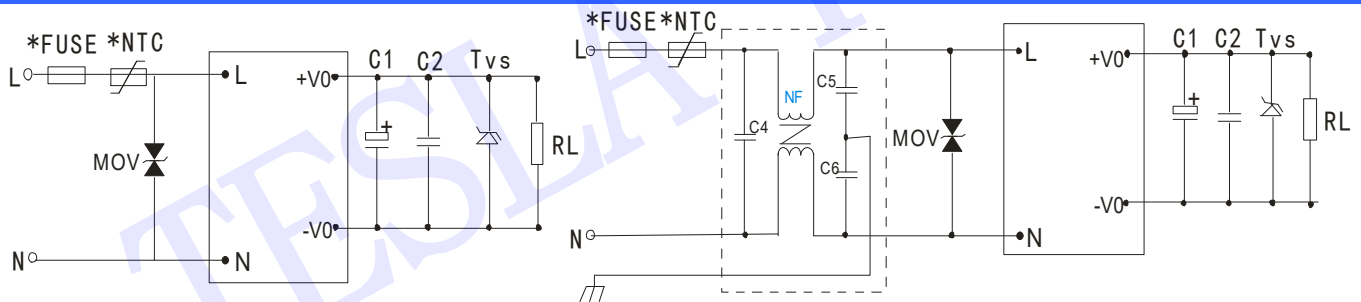 *FUSE *NTC
L
L
+V0
C1 C2 Tvs
+
MOV
RL
-V0
N
N
*FUSE*NTC
L
L
+V0
C1 C2 Tvs
+
C5
NF
C4
MOV
RL
C6
-V0
N
N
TESLA